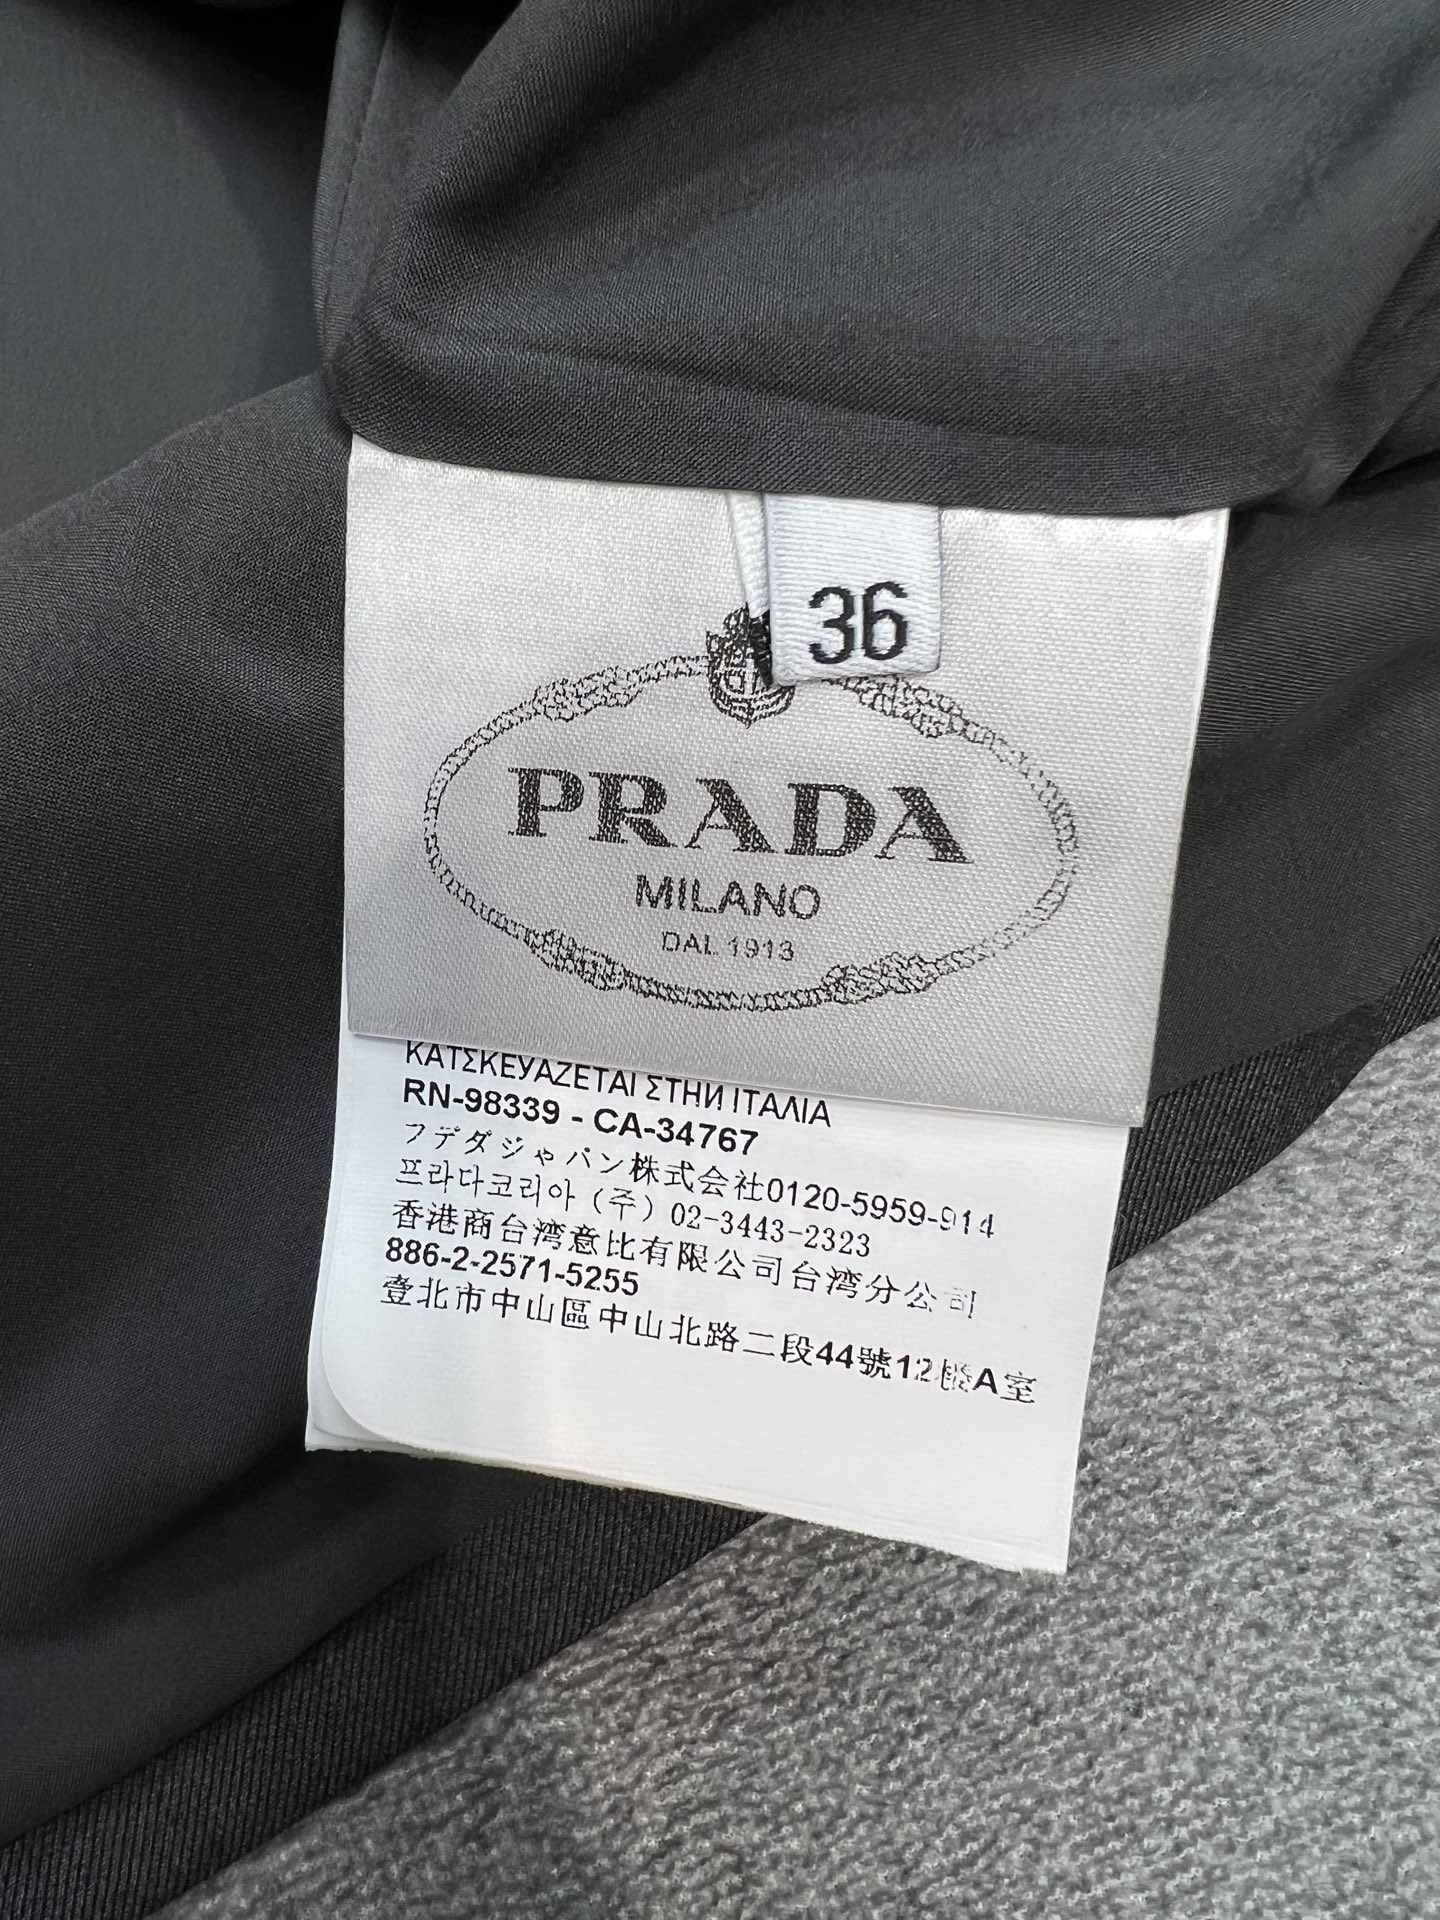 36
PRADA
MILANO
DAL 1913
ΚΑΤΣΚΕУΑΖΕΤΑΙ ΣΤΗИ ΙΤΑΛΙΑ
RN-98339 - CA-34767
フデダジャパン株式会社0120-5959-914
프라다코리아 (주) 02-3443-2323
香港商台湾意比有限公司台湾分公司
886-2-2571-5255
臺北市中山區中山北路二段44號12樓A室